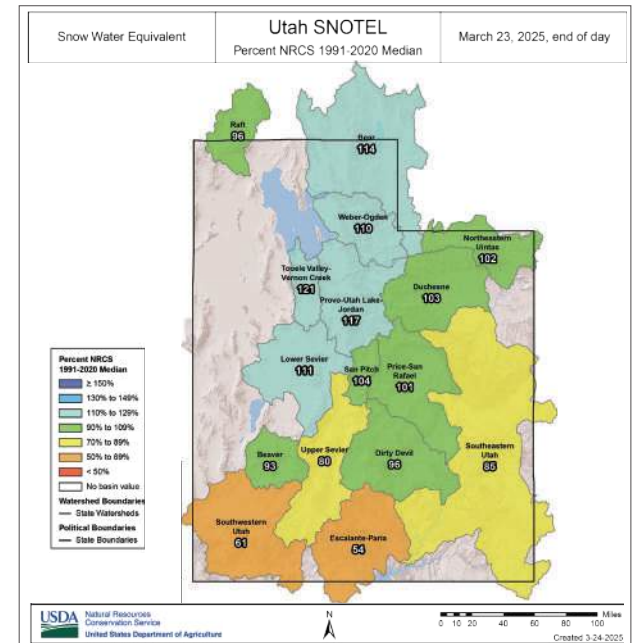 Snow Water Equivalent
Utah SNOTEL
Percent NRCS 1991-2020 Median
March 23, 2025, end of day
Raft
96
Bear
114
Weber-Ogden
110
Northeastern
Uintas
102
Tooele Valley-
Vernon Creek
121
Duchesne
103
Provo-Utah Lake-
Jordan
117
Lower Sevier
111
San Pitch
104
Price-San
Rafael
101
Beaver
93
Upper Sevier
80
Dirty Devil
96
Southeastern
Utah
85
Southwestern
Utah
61
Escalante-Paria
54
Percent NRCS
1991-2020 Median
≥ 150%
130% to 149%
110% to 129%
90% to 109%
70% to 89%
50% to 69%
< 50%
No basin value
Watershed Boundaries
State Watersheds
Political Boundaries
State Boundaries
USDA
Natural Resources
Conservation Service
United States Department of Agriculture
N
Miles
0 10 20 40 60 80 100
Created 3-24-2025